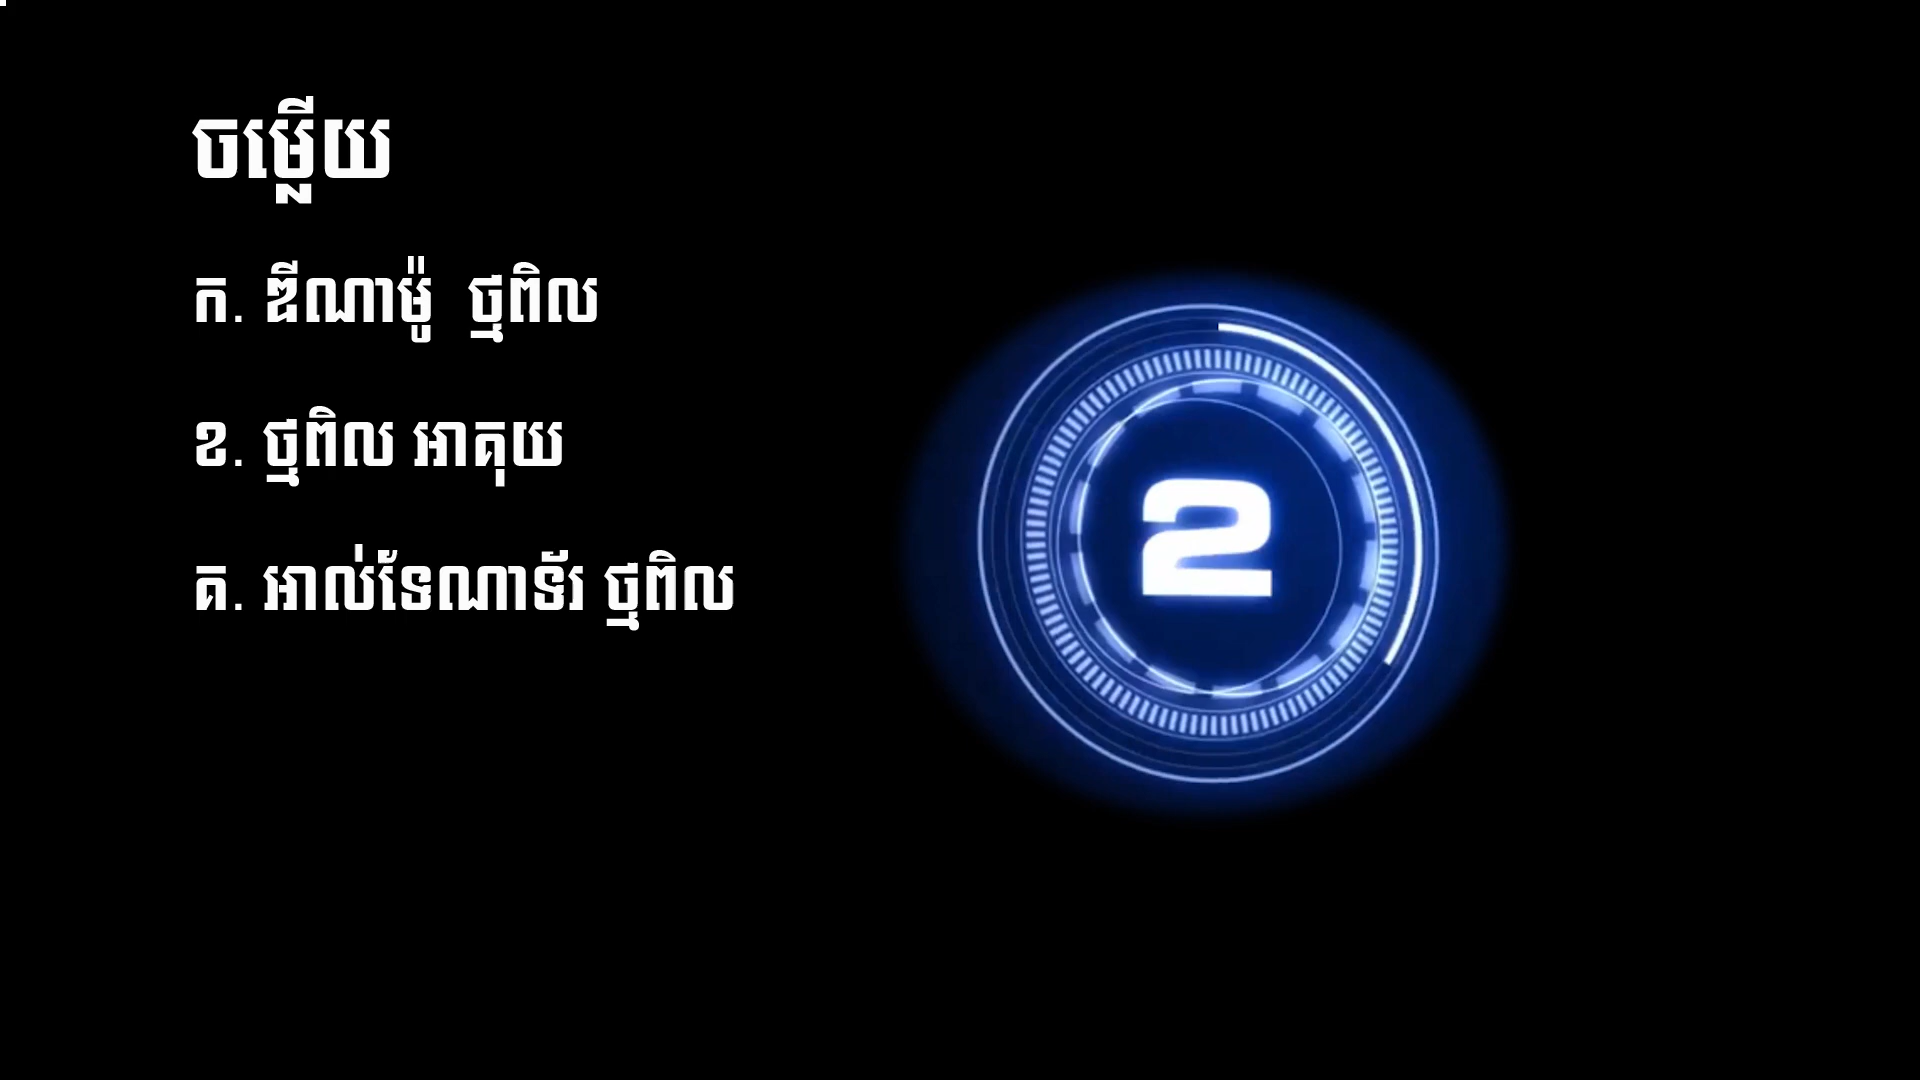 ចម្លើយ
ក. ឌីណាម៉ូ ថ្មពិល
2
ខ. ថ្មពិល អាគុយ
គ. អាល់ទែណាទ័រ ថ្មពិល